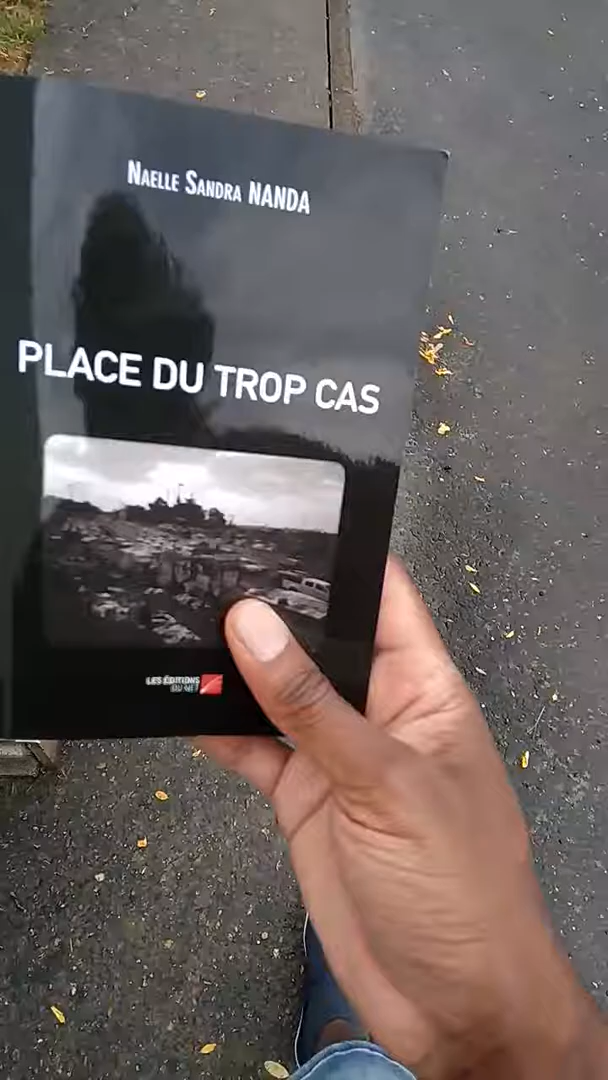 NAELLE SANDRA NANDA
PLACE DU TROP CAS
LES ÉDITIONS
DU NET